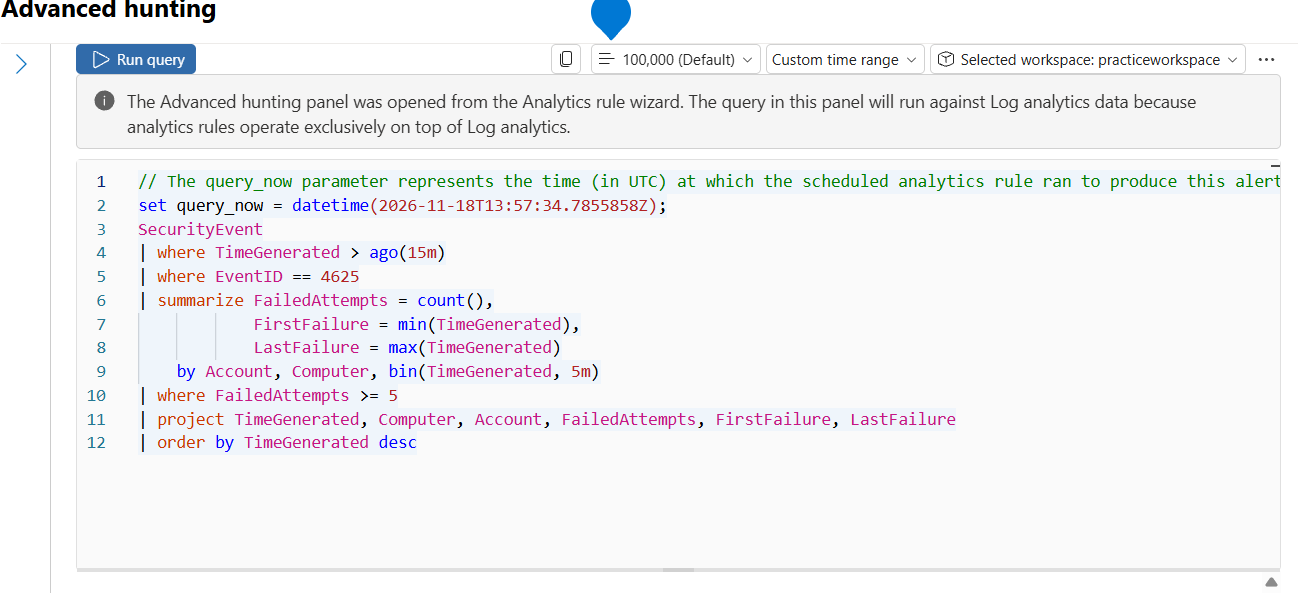 Advanced hunting
Run query
100,000 (Default)
Custom time range
Selected workspace: practiceworkspace
The Advanced hunting panel was opened from the Analytics rule wizard. The query in this panel will run against Log analytics data because
analytics rules operate exclusively on top of Log analytics.
1 // The query_now parameter represents the time (in UTC) at which the scheduled analytics rule ran to produce this alert
2 set query_now = datetime(2026-11-18T13:57:34.7855858Z);
3 SecurityEvent
4 | where TimeGenerated > ago(15m)
5 | where EventID == 4625
6 | summarize FailedAttempts = count(),
7 FirstFailure = min(TimeGenerated),
8 LastFailure = max(TimeGenerated)
9 by Account, Computer, bin(TimeGenerated, 5m)
10 | where FailedAttempts >= 5
11 | project TimeGenerated, Computer, Account, FailedAttempts, FirstFailure, LastFailure
12 | order by TimeGenerated desc